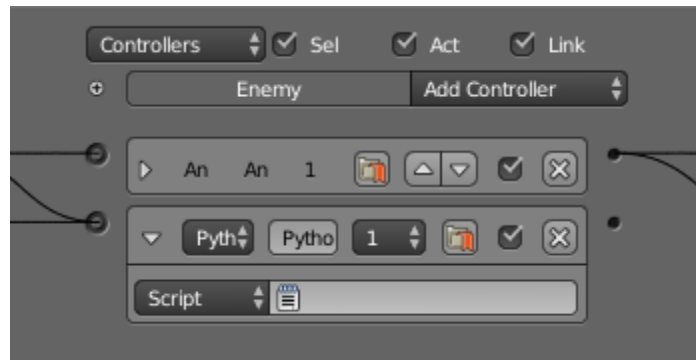 Controllers Sel Act Link
Enemy Add Controller
An An 1
Pyth Pytho 1
Script